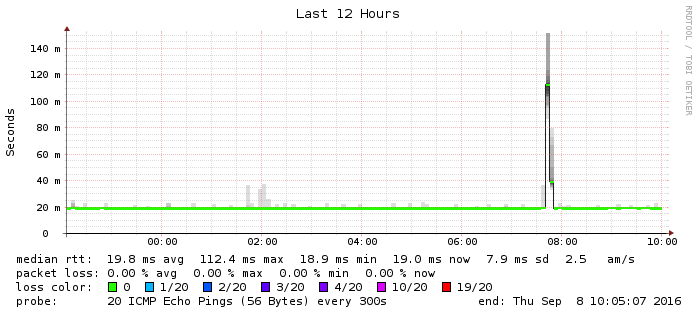 Last 12 Hours
RRDTOOL / TOBI OETIKER
Seconds
140 m
120 m
100 m
80 m
60 m
40 m
20 m
0
00:00 02:00 04:00 06:00 08:00 10:00
median rtt: 19.8 ms avg 112.4 ms max 18.9 ms min 19.0 ms now 7.9 ms sd 2.5 am/s
packet loss: 0.00 % avg 0.00 % max 0.00 % min 0.00 % now
loss color: 0 1/20 2/20 3/20 4/20 10/20 19/20
probe: 20 ICMP Echo Pings (56 Bytes) every 300s end: Thu Sep 8 10:05:07 2016